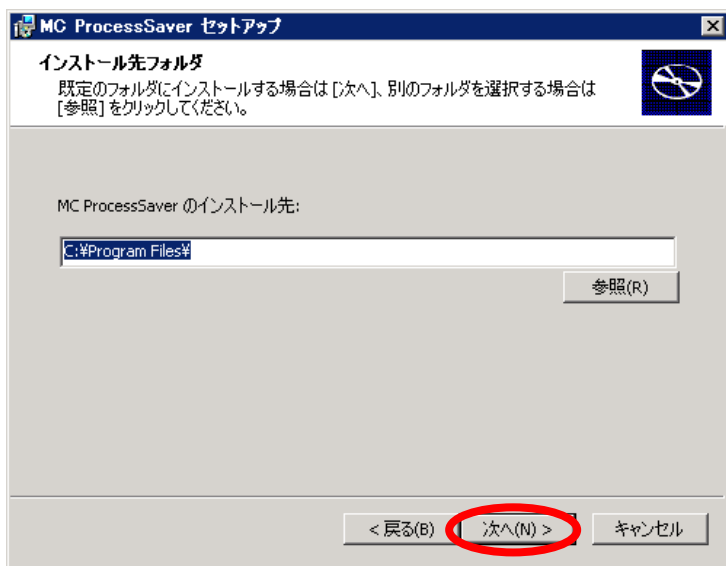 MC ProcessSaver セットアップ
インストール先フォルダ
既定のフォルダにインストールする場合は [次へ]、別のフォルダを選択する場合は
[参照] をクリックしてください。
MC ProcessSaver のインストール先:
C:¥Program Files¥
参照(R)
< 戻る(B)
次へ(N) >
キャンセル